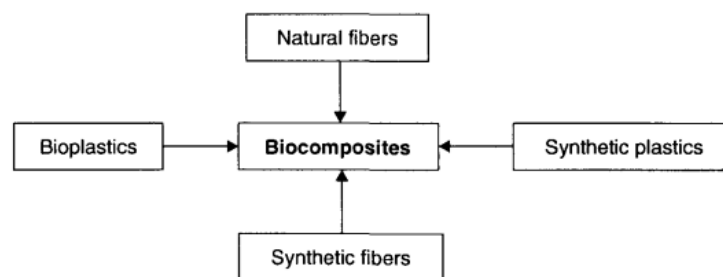 Natural fibers
Bioplastics
Biocomposites
Synthetic plastics
Synthetic fibers